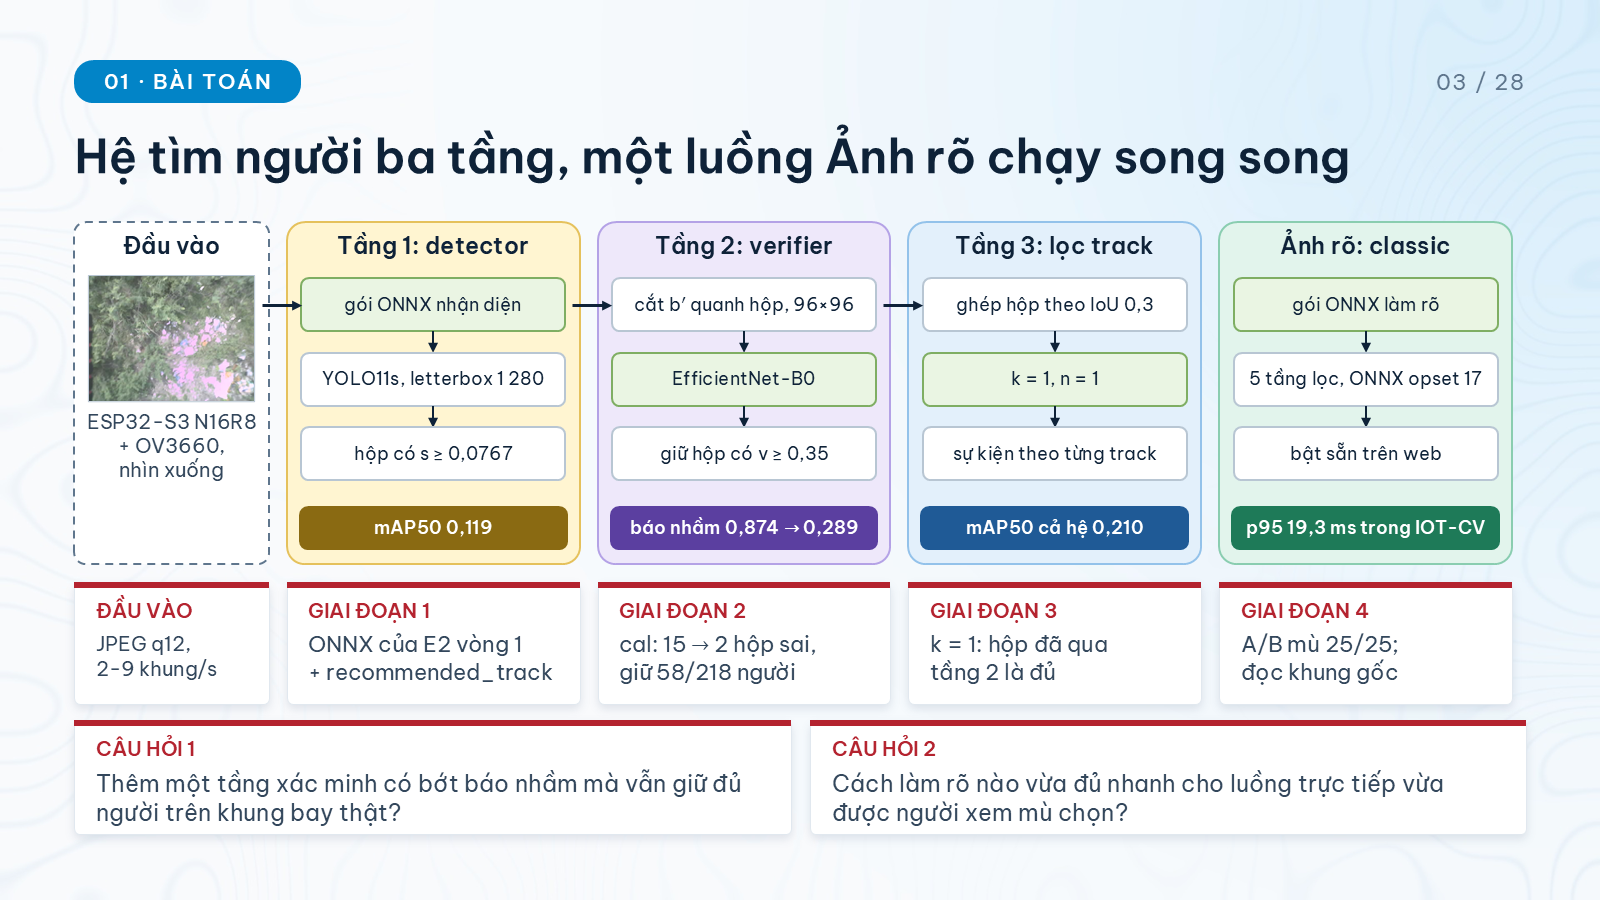 01 · BÀI TOÁN
03 / 28
Hệ tìm người ba tầng, một luồng Ảnh rõ chạy song song
Đầu vào
ESP32-S3 N16R8
+ OV3660,
nhìn xuống
Tầng 1: detector
gói ONNX nhận diện
YOLO11s, letterbox 1 280
hộp có s ≥ 0,0767
mAP50 0,119
Tầng 2: verifier
cắt b′ quanh hộp, 96×96
EfficientNet-B0
giữ hộp có v ≥ 0,35
báo nhầm 0,874 → 0,289
Tầng 3: lọc track
ghép hộp theo IoU 0,3
k = 1, n = 1
sự kiện theo từng track
mAP50 cả hệ 0,210
Ảnh rõ: classic
gói ONNX làm rõ
5 tầng lọc, ONNX opset 17
bật sẵn trên web
p95 19,3 ms trong IOT-CV
ĐẦU VÀO
JPEG q12,
2-9 khung/s
GIAI ĐOẠN 1
ONNX của E2 vòng 1
+ recommended_track
GIAI ĐOẠN 2
cal: 15 → 2 hộp sai,
giữ 58/218 người
GIAI ĐOẠN 3
k = 1: hộp đã qua
tầng 2 là đủ
GIAI ĐOẠN 4
A/B mù 25/25;
đọc khung gốc
CÂU HỎI 1
Thêm một tầng xác minh có bớt báo nhầm mà vẫn giữ đủ
người trên khung bay thật?
CÂU HỎI 2
Cách làm rõ nào vừa đủ nhanh cho luồng trực tiếp vừa
được người xem mù chọn?